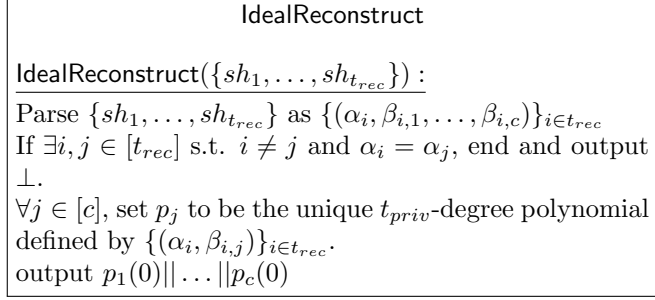 IdealReconstruct
IdealReconstruct({sh_1, . . . , sh_{t_{rec}}}) :
Parse {sh_1, . . . , sh_{t_{rec}}} as {(α_i, β_{i,1}, . . . , β_{i,c})}_{i∈t_{rec}}
If ∃i, j ∈ [t_{rec}] s.t. i ≠ j and α_i = α_j, end and output
⊥.
∀j ∈ [c], set p_j to be the unique t_{priv}-degree polynomial
defined by {(α_i, β_{i,j})}_{i∈t_{rec}}.
output p_1(0)|| . . . ||p_c(0)